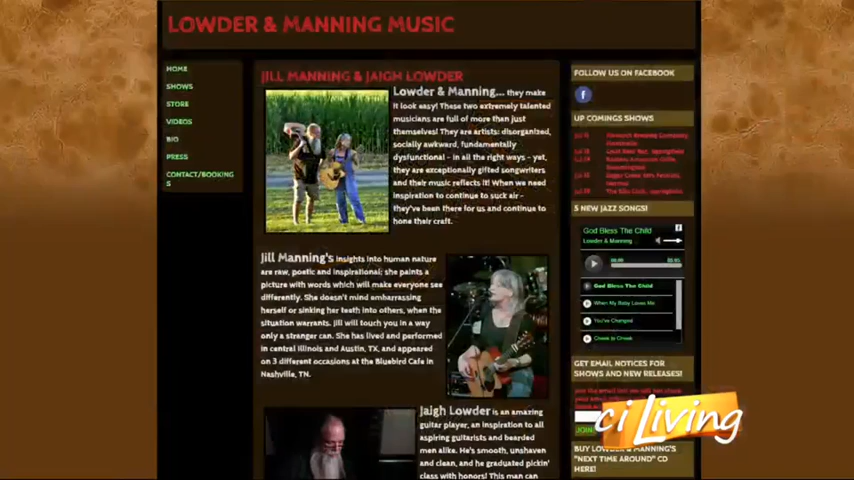 LOWDER & MANNING MUSIC
HOME
SHOWS
STORE
VIDEOS
BIO
PRESS
CONTACT/BOOKING
S
JILL MANNING & JAIGH LOWDER
Lowder & Manning... they make
it look easy! These two extremely talented
musicians are full of more than just
themselves! They are artists: disorganized,
socially awkward, fundamentally
dysfunctional - in all the right ways - yet,
they are exceptionally gifted songwriters
and their music reflects it! When we need
inspiration to continue to suck air -
they've been there for us and continue to
hone their craft.
Jill Manning's insights into human nature
are raw, poetic and inspirational; she paints a
picture with words which will make everyone see
differently. She doesn't mind embarrassing
herself or sinking her teeth into others, when the
situation warrants. Jill will touch you in a way
only a stranger can. She has lived and performed
in central Illinois and Austin, TX, and appeared
on 3 different occasions at the Bluebird Cafe in
Nashville, TN.
Jaigh Lowder is an amazing
guitar player, an inspiration to all
aspiring guitarists and bearded
men alike. He's smooth, unshaven
and clean, and he graduated pickin'
class with honors! This man can
FOLLOW US ON FACEBOOK
f
UP COMINGS SHOWS
5 NEW JAZZ SONGS!
God Bless The Child
Lowder & Manning
00:00
God Bless The Child
When My Baby Loves Me
You've Changed
Cheek to Cheek
GET EMAIL NOTICES FOR
SHOWS AND NEW RELEASES!
JOIN
BUY LOWDER & MANNING'S
"NEXT TIME AROUND" CD
HERE!
ci Living